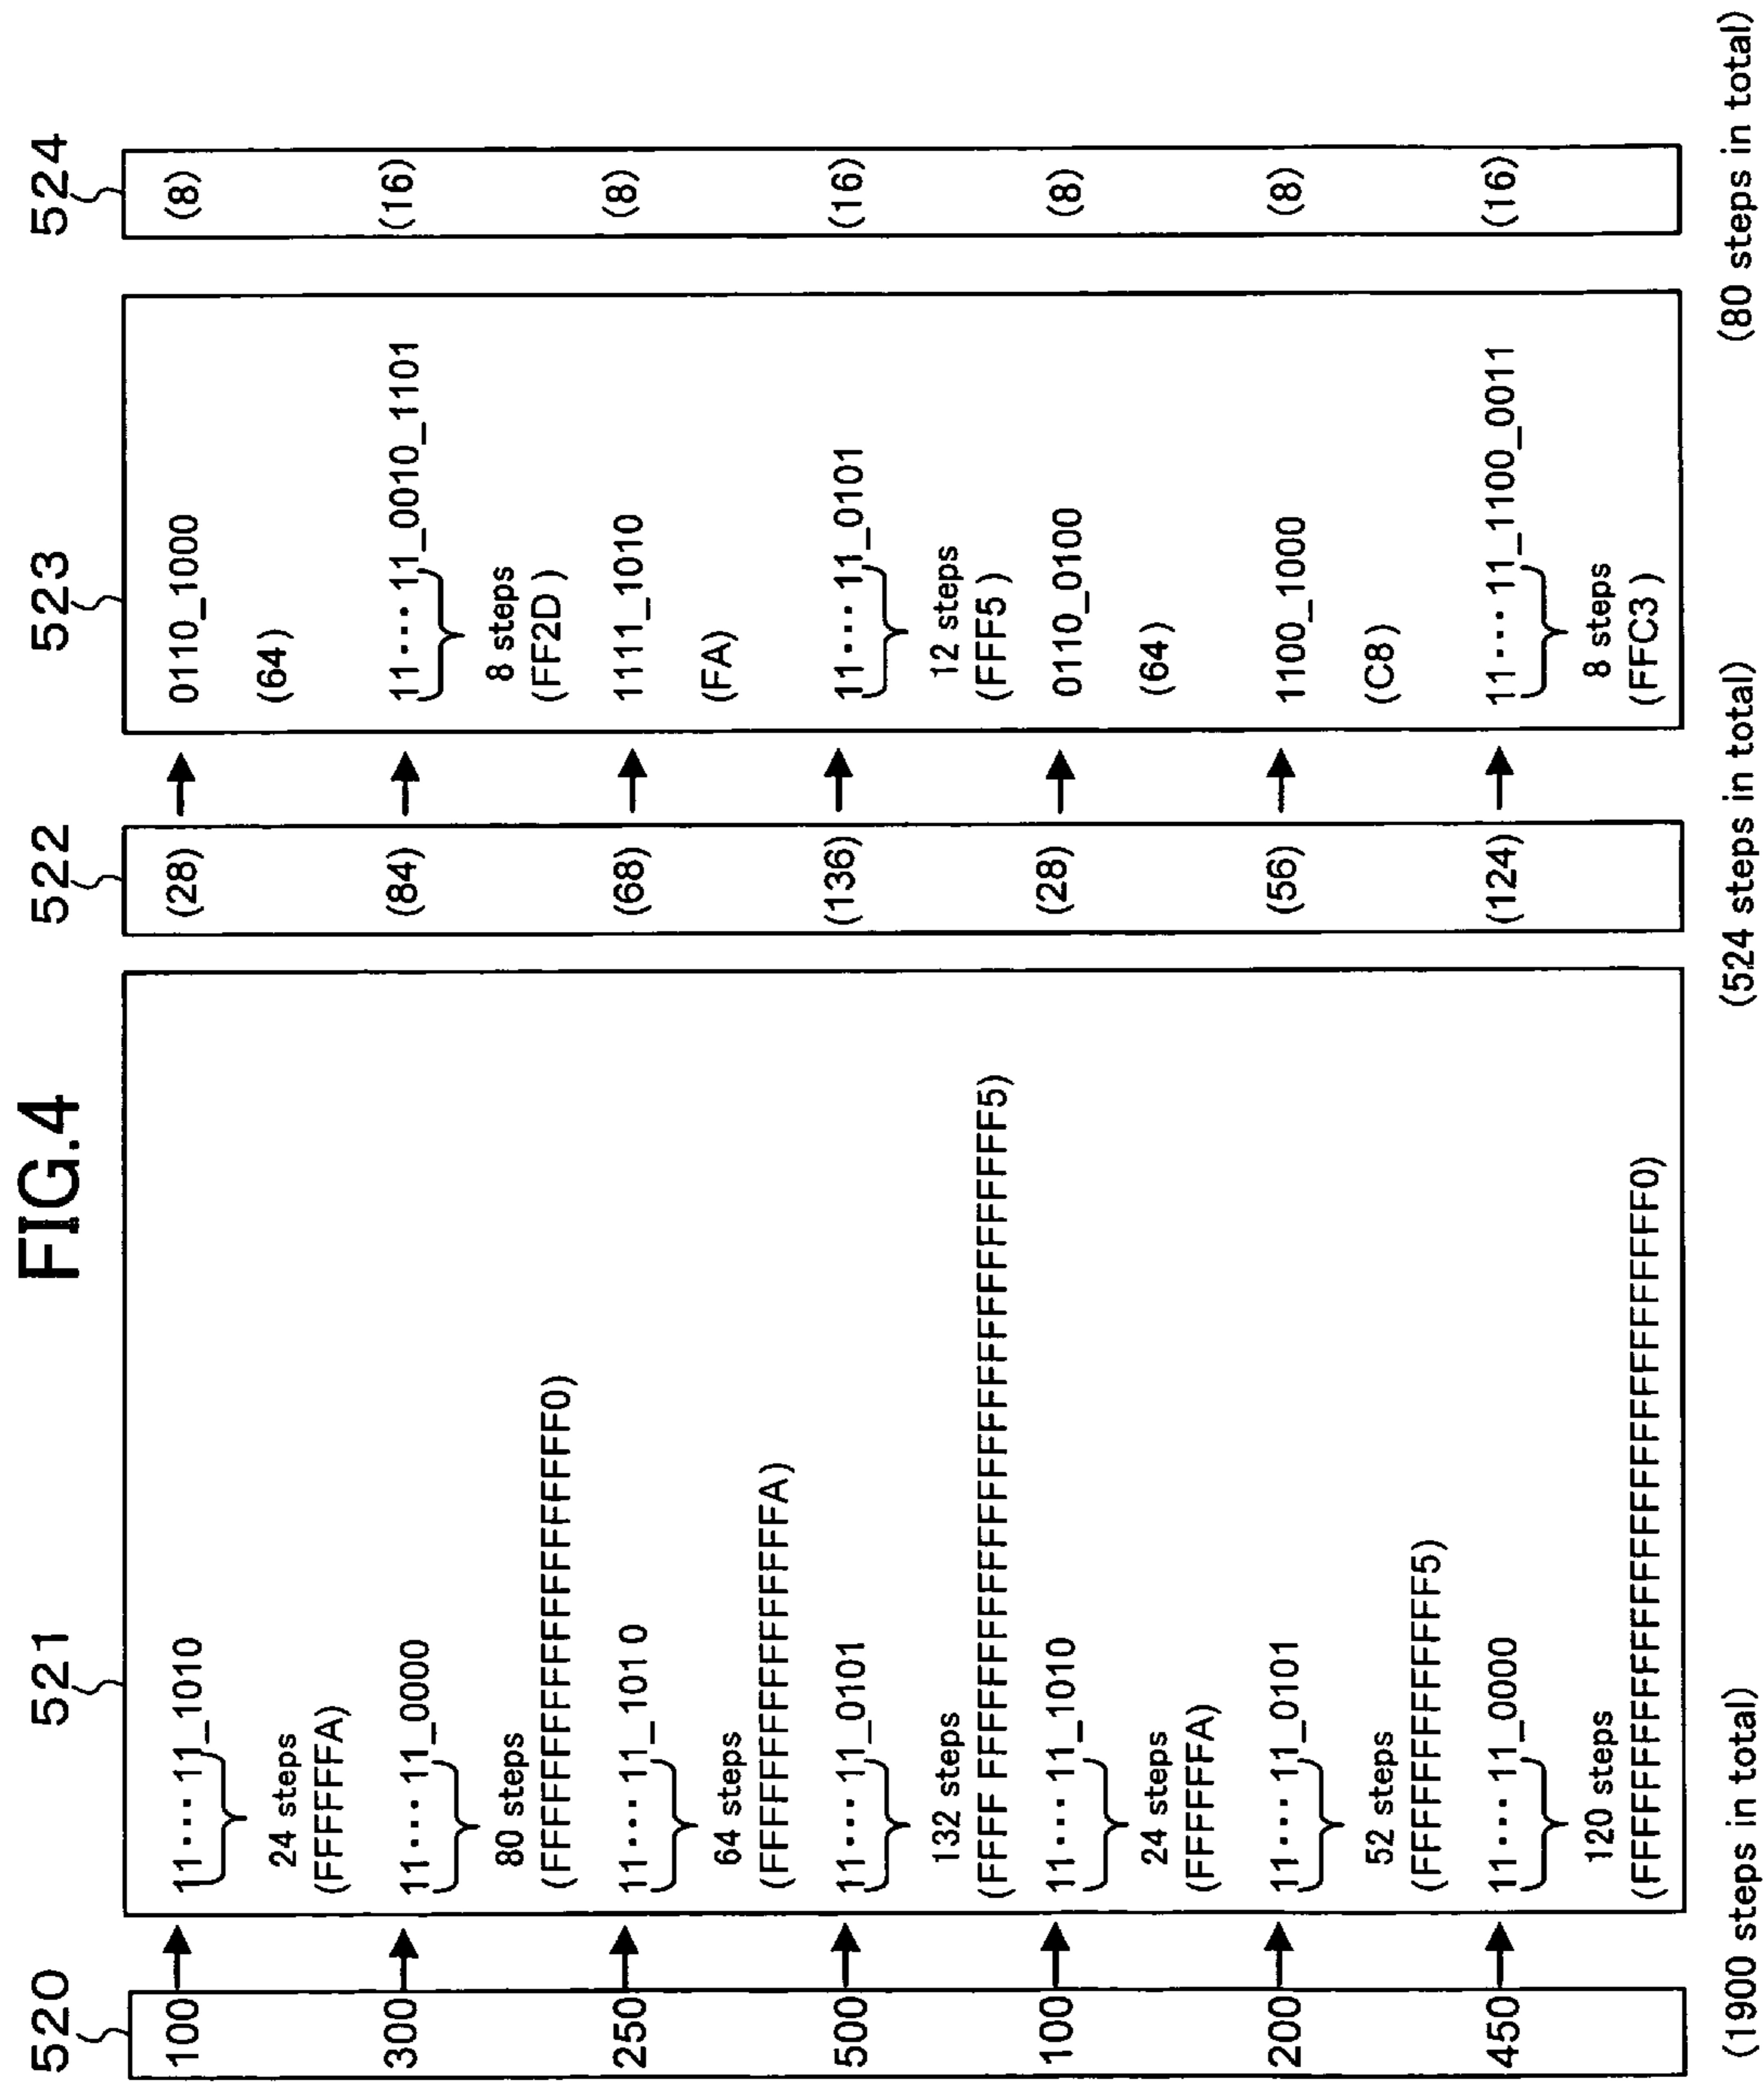 FIG.4
520
521
522
523
524
100
11···11_1010
24 steps
(FFFFFFA)
(28)
0110_1000
(64)
(8)
300
11···11_0000
80 steps
(FFFFFFFFFFFFFFFFFFFF0)
(84)
11···11_0010_1101
8 steps
(FF2D)
(16)
250
11···11_1010
64 steps
(FFFFFFFFFFFFFFFFA)
(68)
1111_1010
(FA)
(8)
500
11···11_0101
132 steps
(FFFF FFFFFFFFFFFFFFFFFFFFFFFFFFFFF5)
(136)
11···11_0101
12 steps
(FFF5)
(16)
100
11···11_1010
24 steps
(FFFFFFA)
(28)
0110_0100
(64)
(8)
200
11···11_0101
52 steps
(FFFFFFFFFFFFF5)
(56)
1100_1000
(C8)
(8)
450
11···11_0000
120 steps
(FFFFFFFFFFFFFFFFFFFFFFFFFFFFFF0)
(124)
11···11_1100_0011
8 steps
(FFC3)
(16)
(1900 steps in total)
(524 steps in total)
(80 steps in total)